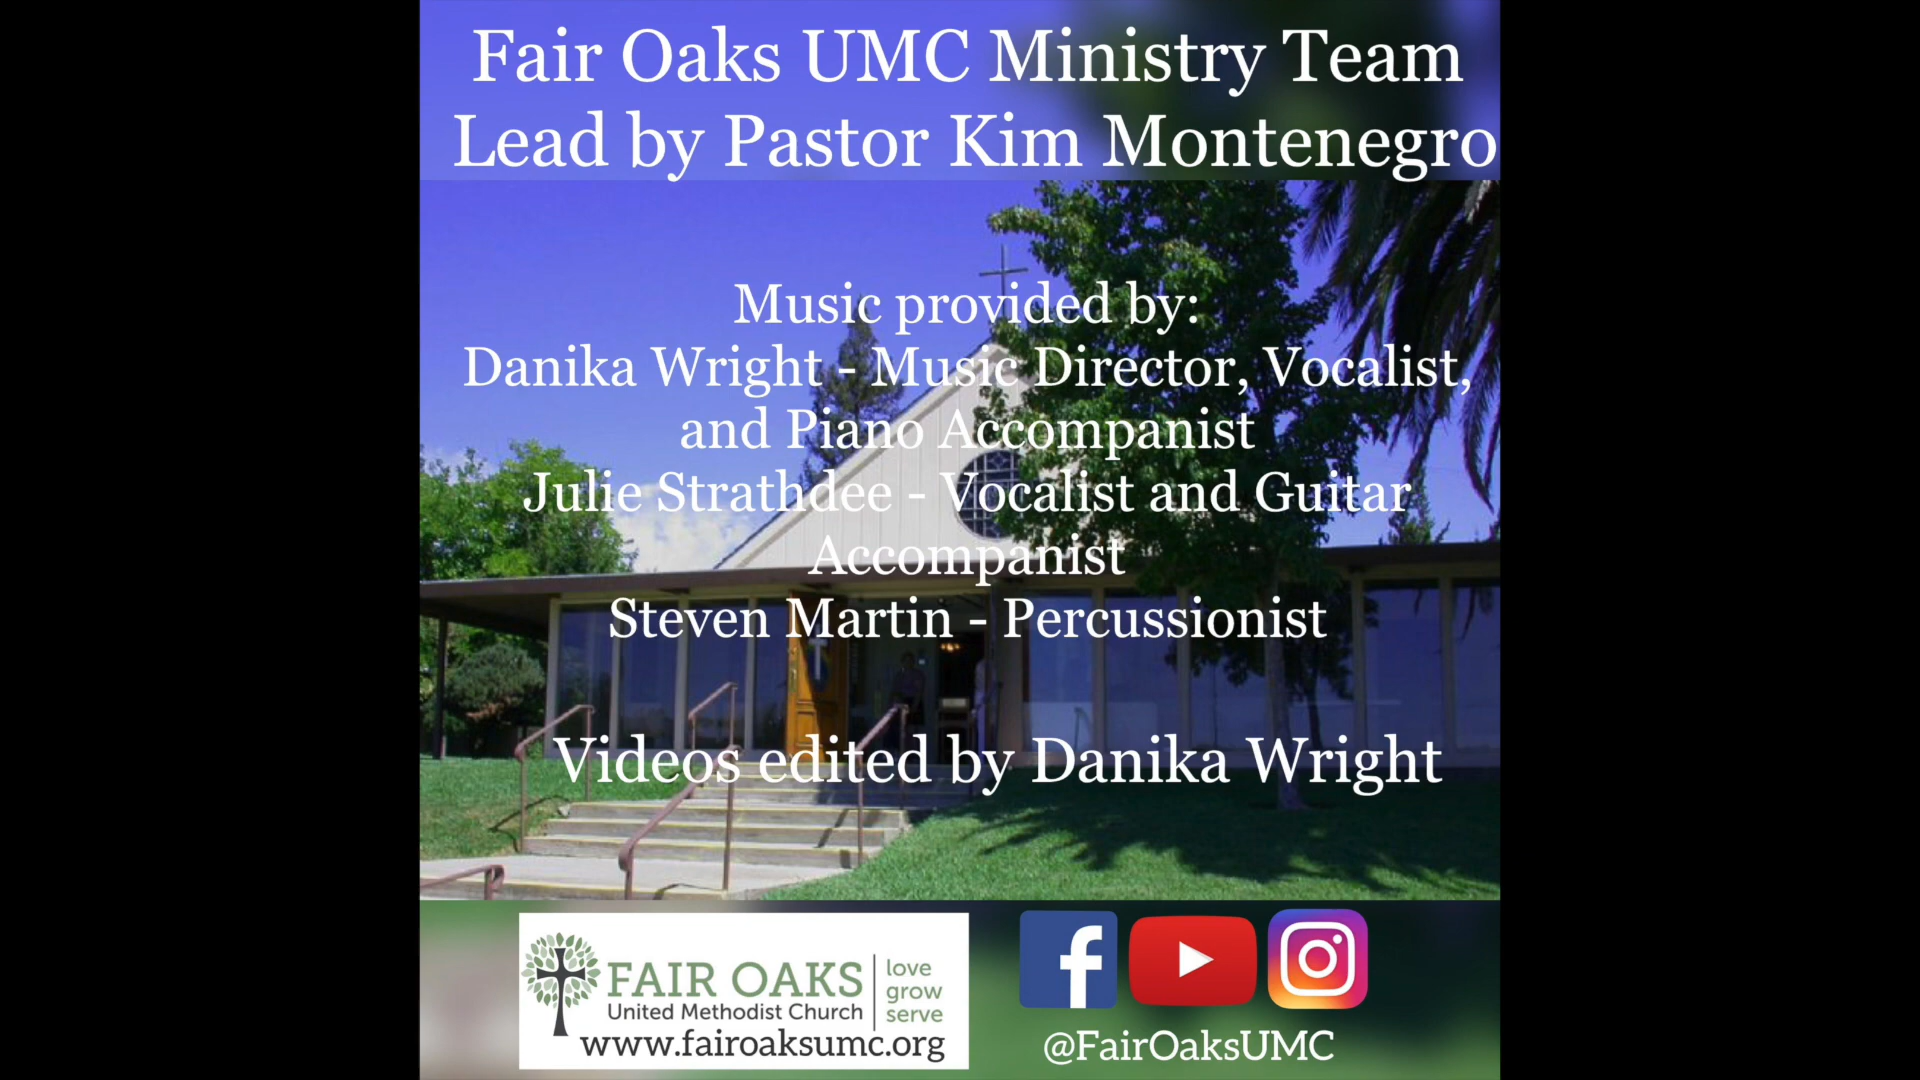 Fair Oaks UMC Ministry Team
Lead by Pastor Kim Montenegro
Music provided by:
Danika Wright - Music Director, Vocalist,
and Piano Accompanist
Julie Strathdee - Vocalist and Guitar
Accompanist
Steven Martin - Percussionist
Videos edited by Danika Wright
FAIR OAKS
United Methodist Church
love
grow
serve
www.fairoaksumc.org
@FairOaksUMC